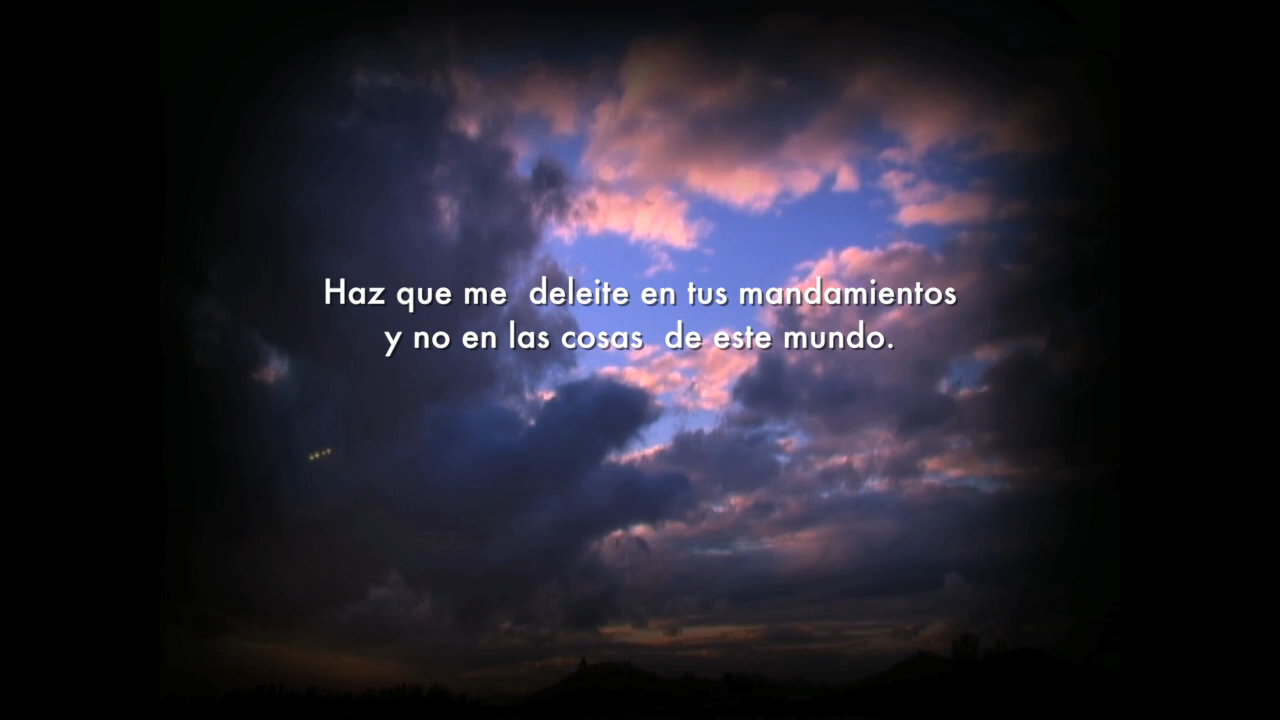 Haz que me  deleite en tus mandamientos
y no en las cosas  de este mundo.